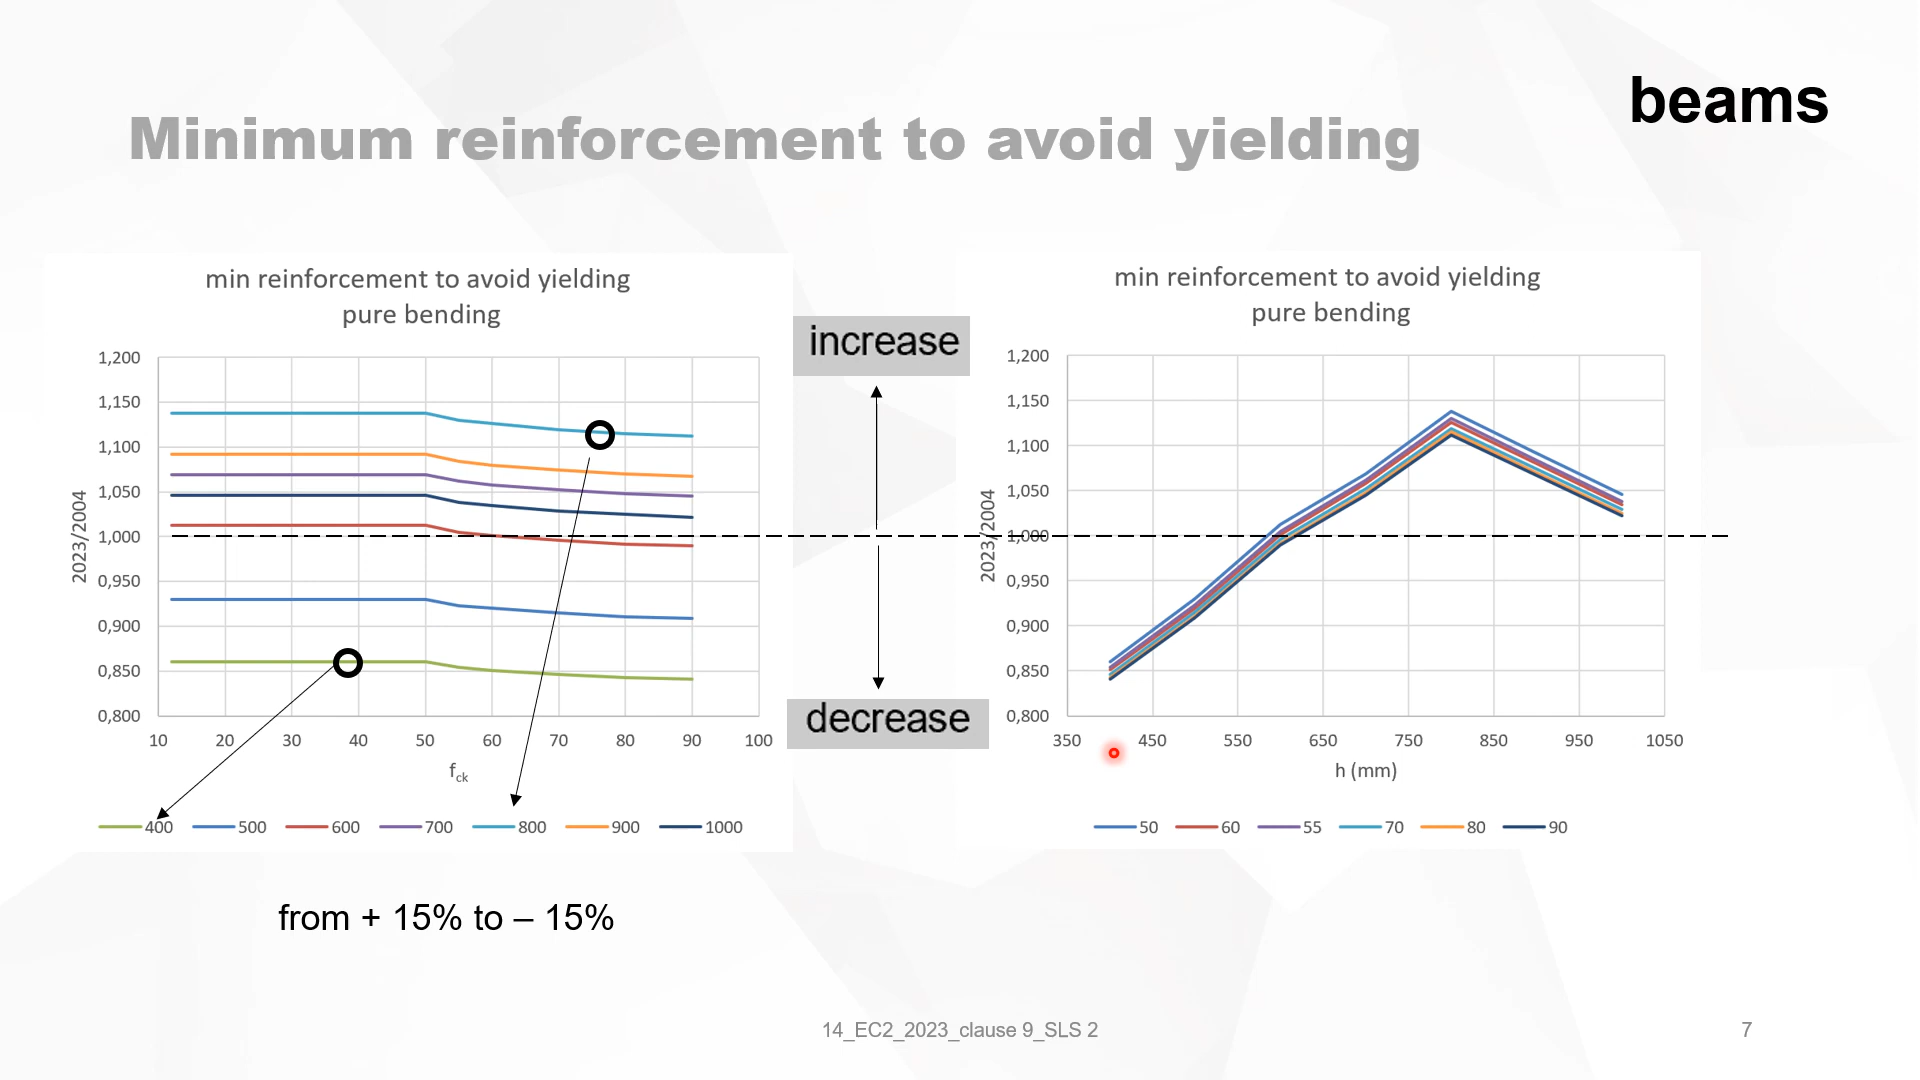 beams
Minimum reinforcement to avoid yielding
min reinforcement to avoid yielding
pure bending
1,200
1,150
1,100
1,050
1,000
0,950
0,900
0,850
0,800
2023/2004
10 20 30 40 50 60 70 80 90 100
fck
400 500 600 700 800 900 1000
increase
decrease
min reinforcement to avoid yielding
pure bending
1,200
1,150
1,100
1,050
1,000
0,950
0,900
0,850
0,800
2023/2004
350 450 550 650 750 850 950 1050
h (mm)
50 60 55 70 80 90
from + 15% to – 15%
14_EC2_2023_clause 9_SLS 2
7